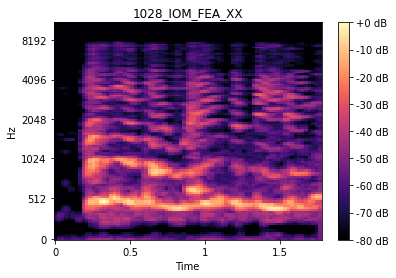 1028_IOM_FEA_XX
8192
4096
2048
1024
512
0
Hz
0
0.5
1
1.5
Time
+0 dB
-10 dB
-20 dB
-30 dB
-40 dB
-50 dB
-60 dB
-70 dB
-80 dB